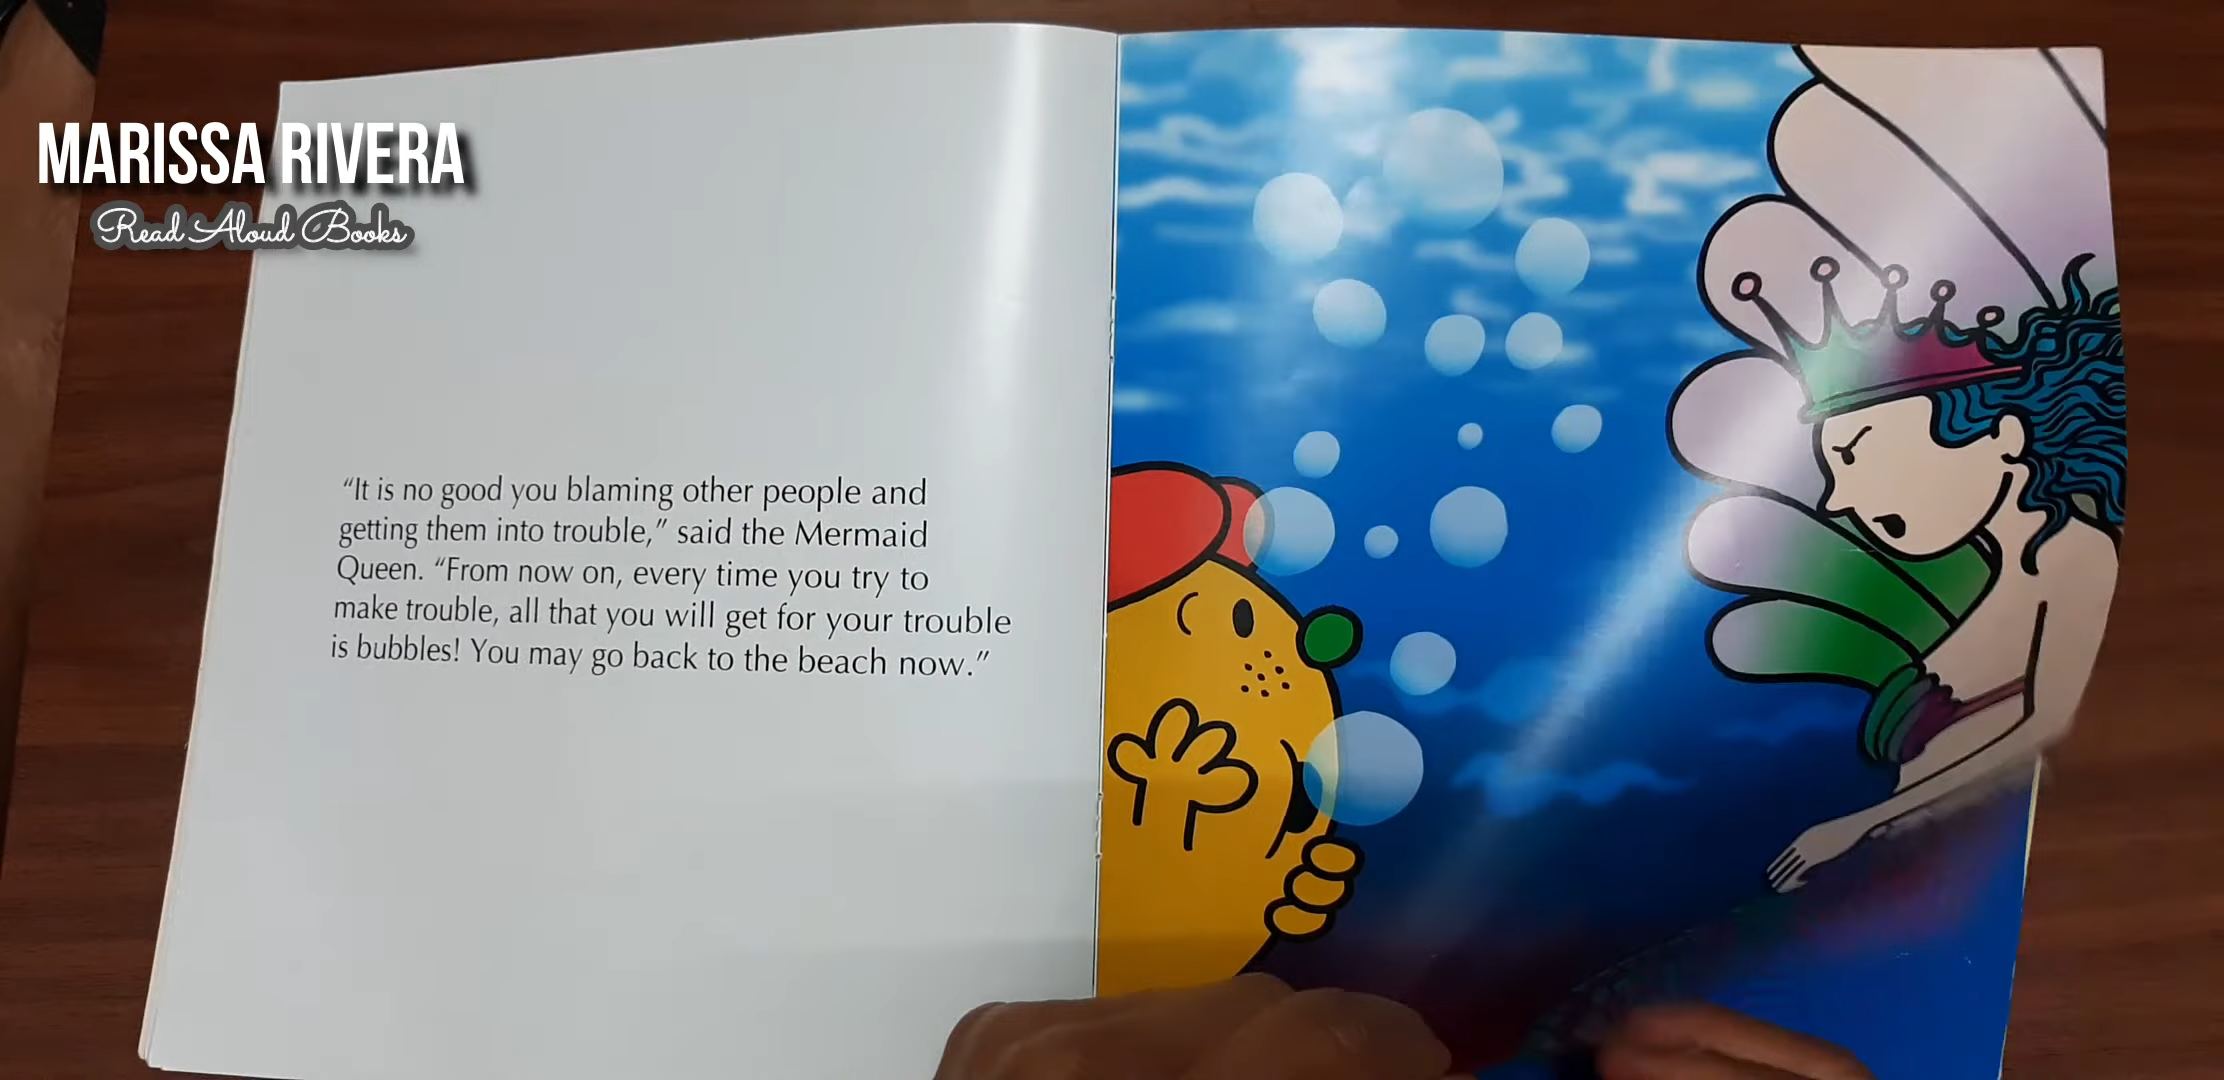 MARISSA RIVERA
Read Aloud Books
“It is no good you blaming other people and
getting them into trouble,” said the Mermaid
Queen. “From now on, every time you try to
make trouble, all that you will get for your trouble
is bubbles! You may go back to the beach now.”